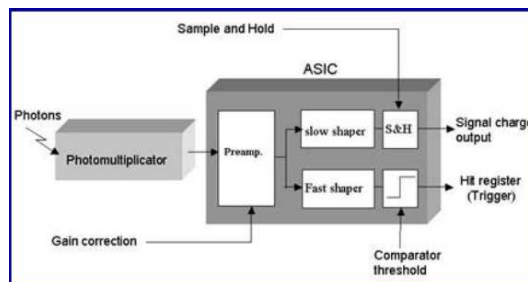 Sample and Hold
ASIC
Photons
Photomultiplicator
Preamp.
slow shaper
S&H
Signal charge
output
Fast shaper
Hit register
(Trigger)
Gain correction
Comparator
threshold